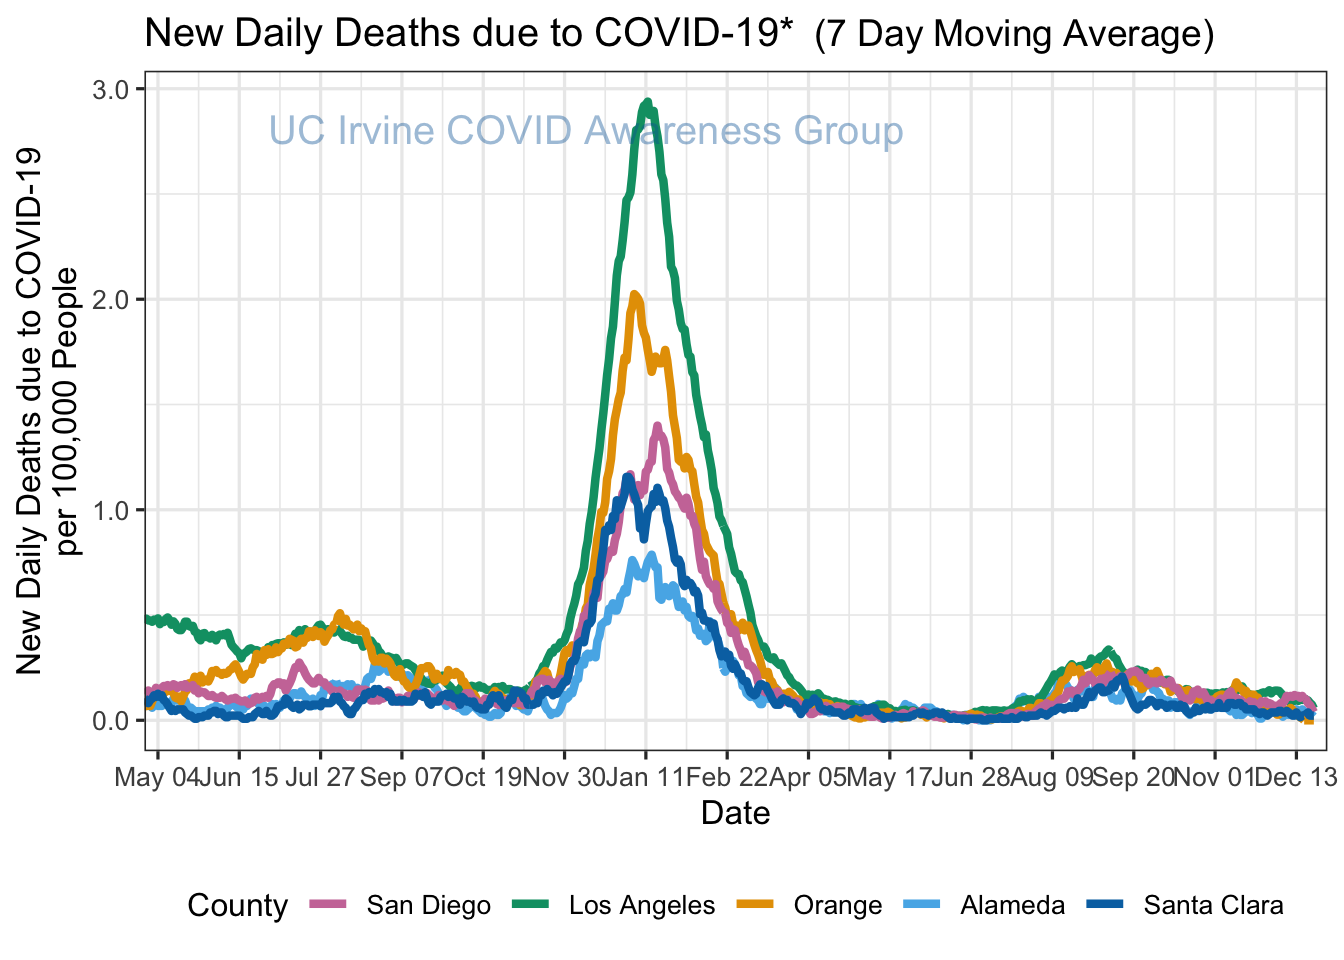 New Daily Deaths due to COVID-19* (7 Day Moving Average)
UC Irvine COVID Awareness Group
New Daily Deaths due to COVID-19
per 100,000 People
3.0
2.0
1.0
0.0
May 04 Jun 15 Jul 27 Sep 07 Oct 19 Nov 30 Jan 11 Feb 22 Apr 05 May 17 Jun 28 Aug 09 Sep 20 Nov 01 Dec 13
Date
County San Diego Los Angeles Orange Alameda Santa Clara